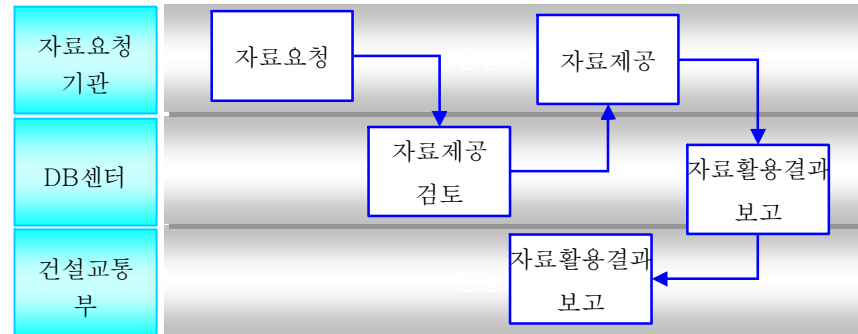 자료요청
기관
자료요청
자료제공
DB센터
자료제공
검토
자료활용결과
보고
건설교통
부
자료활용결과
보고